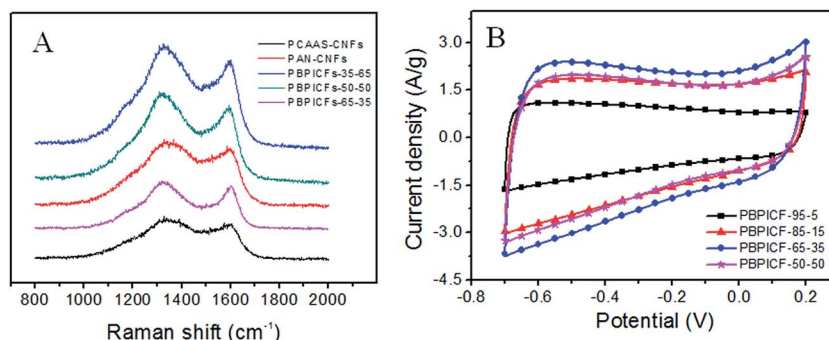 A
PCAAS-CNFs
PAN-CNFs
PBPICFs-35-65
PBPICFs-50-50
PBPICFs-65-35
800 1000 1200 1400 1600 1800 2000
Raman shift (cm⁻¹)
B
Current density (A/g)
3.0
1.5
0.0
-1.5
-3.0
-4.5
PBPICF-95-5
PBPICF-85-15
PBPICF-65-35
PBPICF-50-50
-0.8 -0.6 -0.4 -0.2 0.0 0.2
Potential (V)